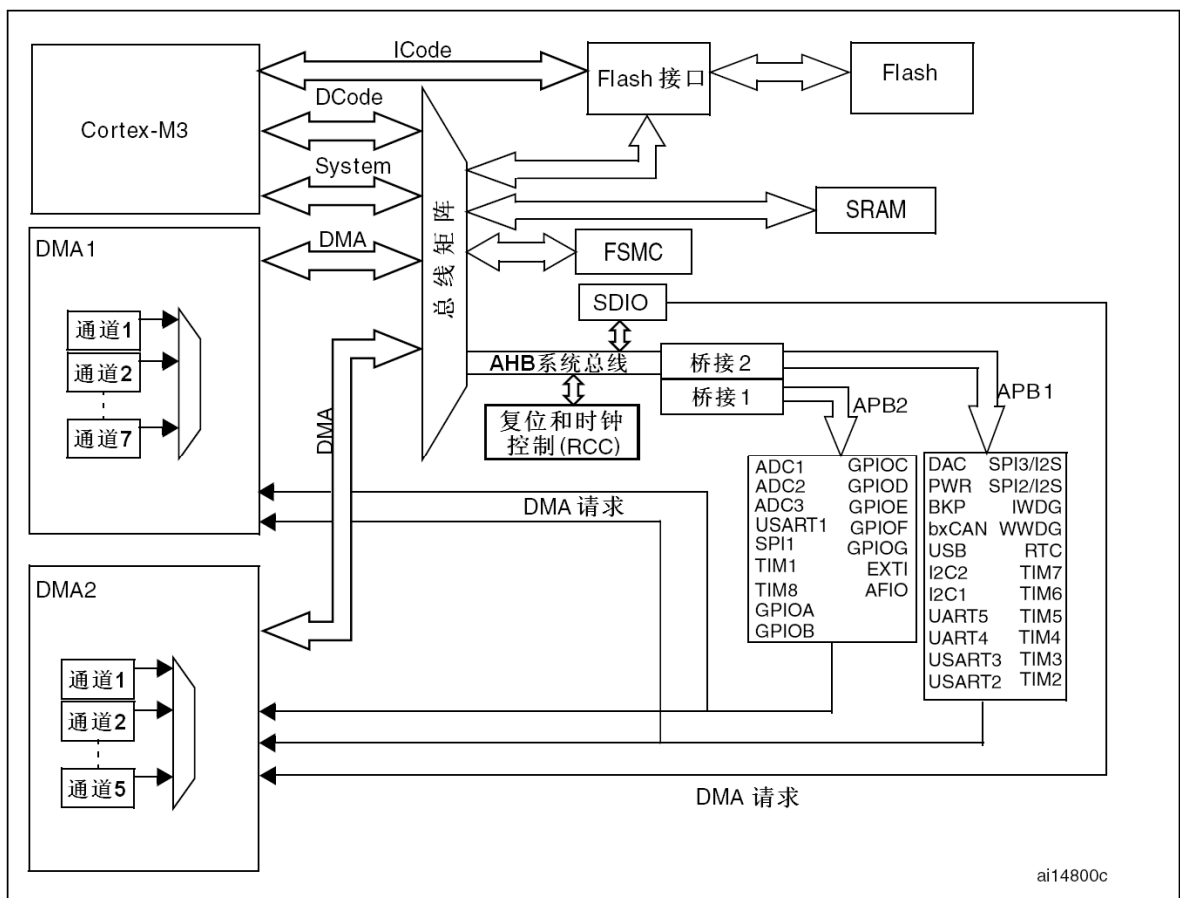 ICode
Cortex-M3
DCode
System
Flash 接口
Flash
DMA1
DMA
总线矩阵
SRAM
FSMC
SDIO
通道1
通道2
通道7
AHB系统总线
桥接2
桥接1
APB2
APB1
复位和时钟
控制(RCC)
DMA
ADC1 GPIOC
ADC2 GPIOD
ADC3 GPIOE
USART1 GPIOF
SPI1 GPIOG
TIM1 EXTI
TIM8 AFIO
GPIOA
GPIOB
DAC SPI3/I2S
PWR SPI2/I2S
BKP IWDG
bxCAN WWDG
USB RTC
I2C2 TIM7
I2C1 TIM6
UART5 TIM5
UART4 TIM4
USART3 TIM3
USART2 TIM2
DMA 请求
DMA2
通道1
通道2
通道5
DMA 请求
ai14800c